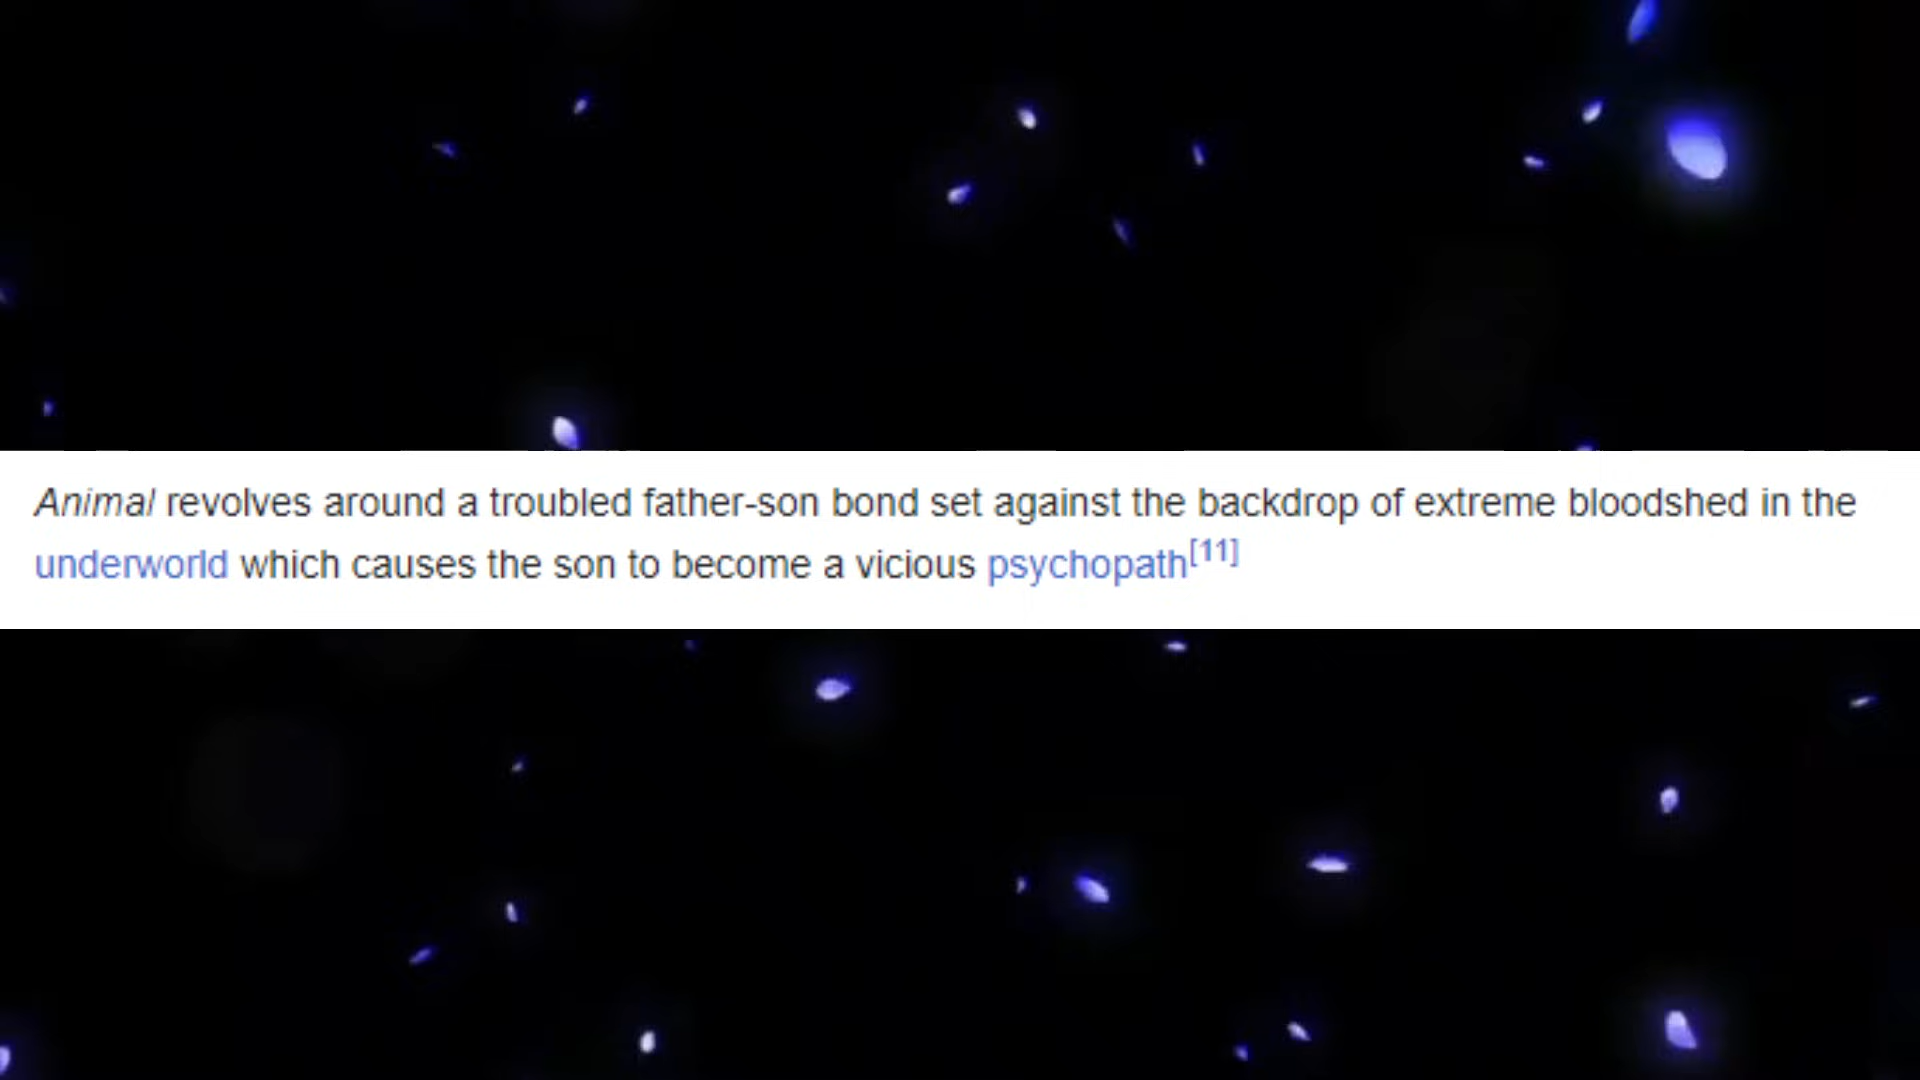 Animal revolves around a troubled father-son bond set against the backdrop of extreme bloodshed in the
underworld which causes the son to become a vicious psychopath[11]